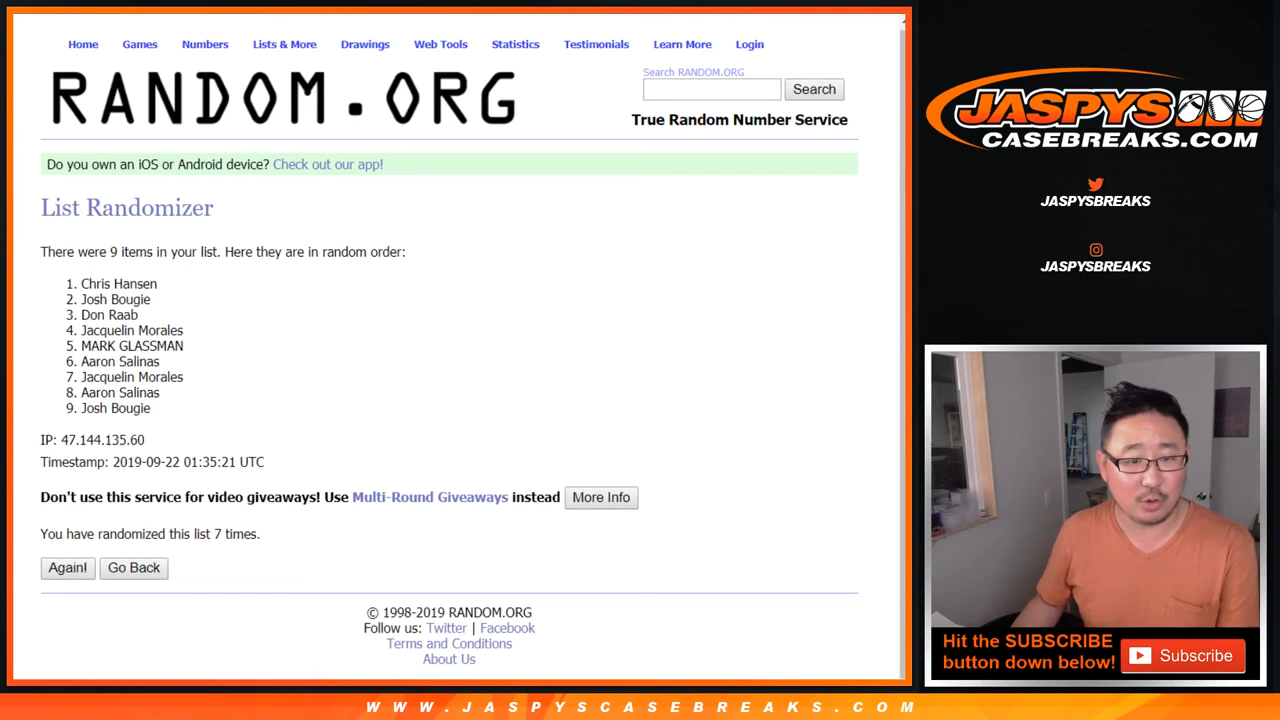 Home Games Numbers Lists & More Drawings Web Tools Statistics Testimonials Learn More Login
RANDOM.ORG
Search RANDOM.ORG
Search
True Random Number Service
Do you own an iOS or Android device? Check out our app!
List Randomizer
There were 9 items in your list. Here they are in random order:
1. Chris Hansen
2. Josh Bougie
3. Don Raab
4. Jacquelin Morales
5. MARK GLASSMAN
6. Aaron Salinas
7. Jacquelin Morales
8. Aaron Salinas
9. Josh Bougie
IP: 47.144.135.60
Timestamp: 2019-09-22 01:35:21 UTC
Don't use this service for video giveaways! Use Multi-Round Giveaways instead More Info
You have randomized this list 7 times.
Again! Go Back
© 1998-2019 RANDOM.ORG
Follow us: Twitter | Facebook
Terms and Conditions
About Us
JASPYS
CASEBREAKS.COM
JASPYSBREAKS
JASPYSBREAKS
Hit the SUBSCRIBE
button down below!
Subscribe
WWW.JASPYSCASEBREAKS.COM